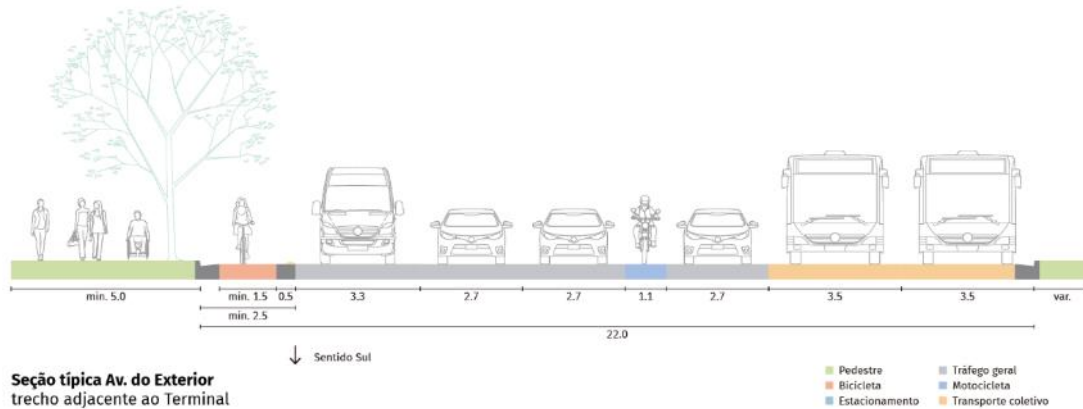 min. 5.0
min. 1.5
0.5
3.3
2.7
2.7
1.1
2.7
3.5
3.5
var.
min. 2.5
22.0
Sentido Sul
Seção típica Av. do Exterior
trecho adjacente ao Terminal
Pedestre
Bicicleta
Estacionamento
Tráfego geral
Motocicleta
Transporte coletivo